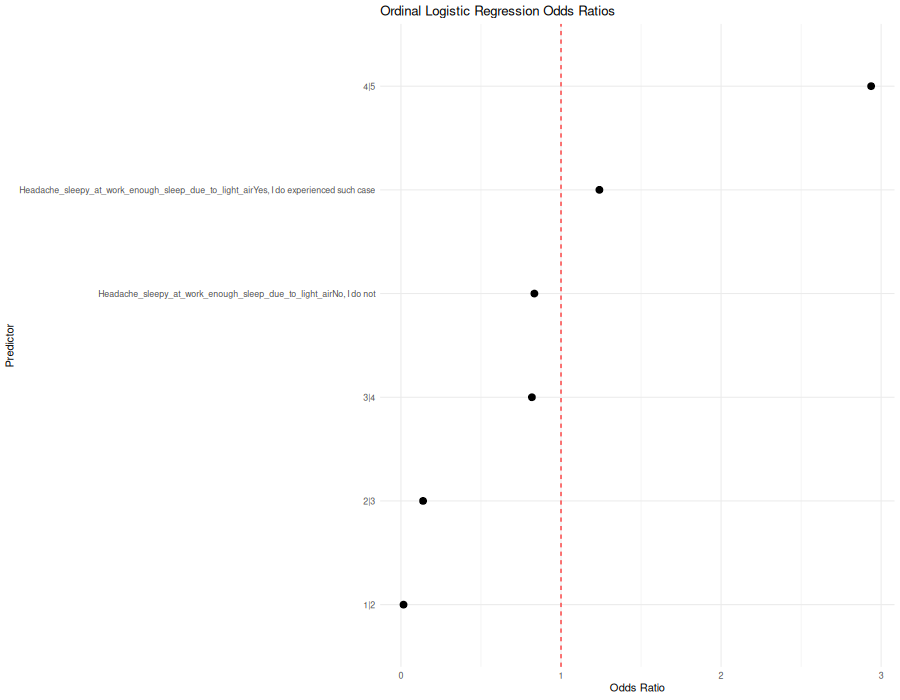 Ordinal Logistic Regression Odds Ratios
4|5
Headache_sleepy_at_work_enough_sleep_due_to_light_airYes, I do experienced such case
Headache_sleepy_at_work_enough_sleep_due_to_light_airNo, I do not
Predictor
3|4
2|3
1|2
0 1 2 3
Odds Ratio